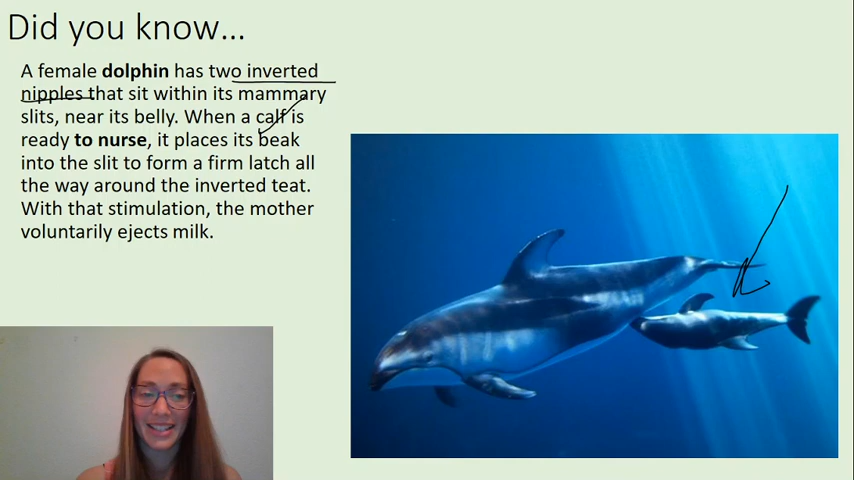 Did you know...
A female dolphin has two inverted
nipples that sit within its mammary
slits, near its belly. When a calf is
ready to nurse, it places its beak
into the slit to form a firm latch all
the way around the inverted teat.
With that stimulation, the mother
voluntarily ejects milk.